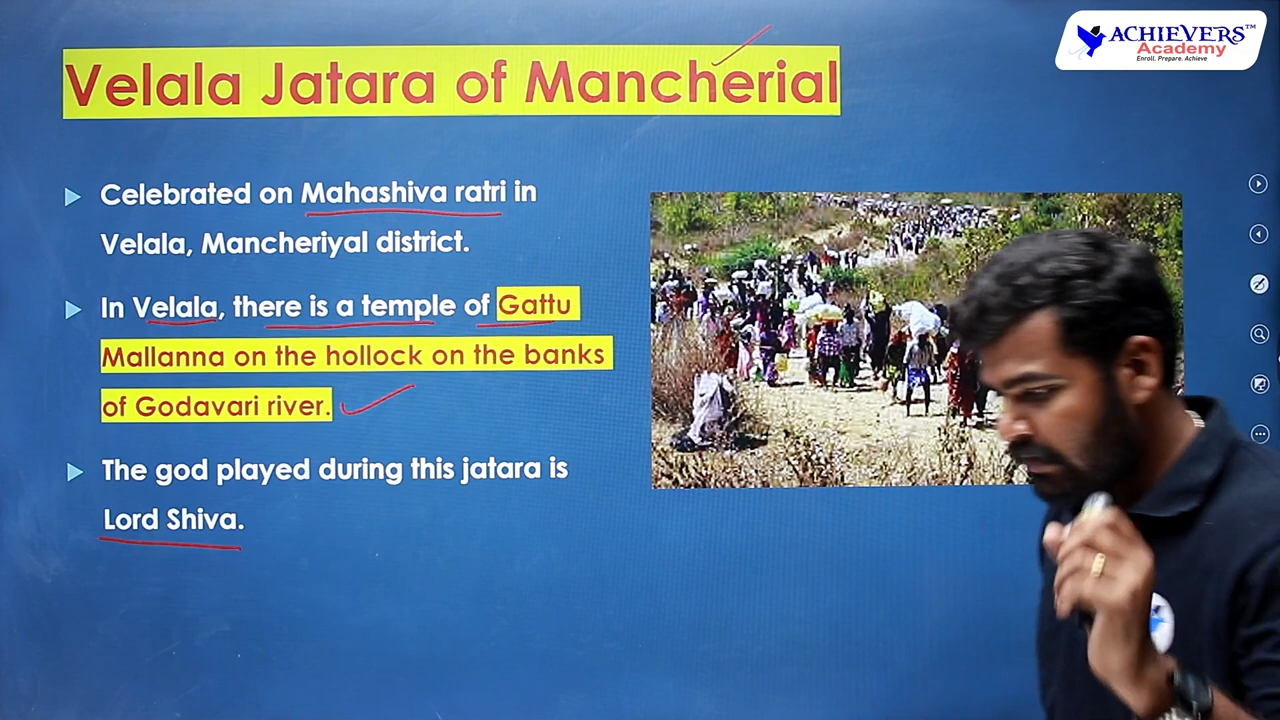 ACHIEVERS™
Academy
Enroll. Prepare. Achieve
Velala Jatara of Mancherial
Celebrated on Mahashiva ratri in
Velala, Mancheriyal district.
In Velala, there is a temple of Gattu
Mallanna on the hollock on the banks
of Godavari river.
The god played during this jatara is
Lord Shiva.